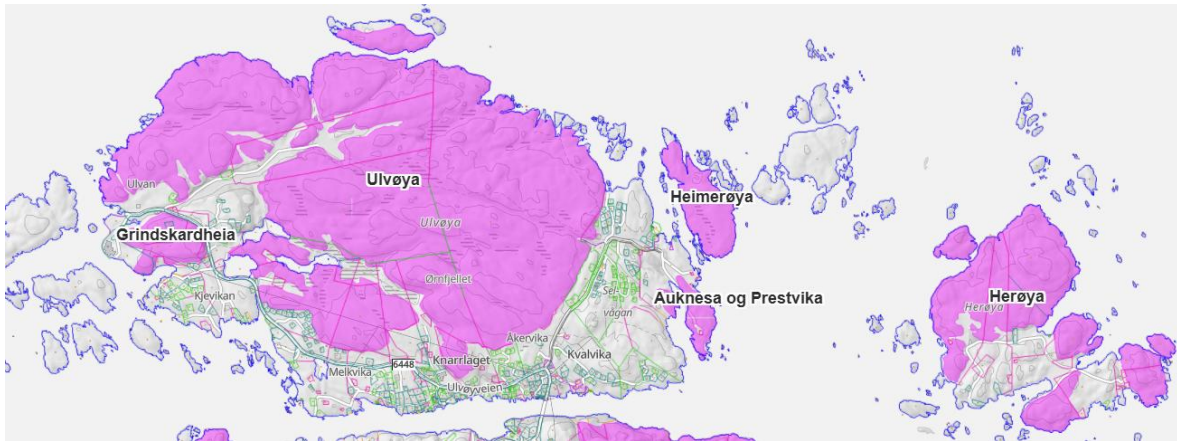 Ulvøya
Ulvan
Heimerøya
Grindskardheia
Ulvøya
Ørnfjellet
Kjevikan
Sel-
vågan
Auknesa og Prestvika
Herøya
Herøya
Åkervika
Kvalvika
6448
Knarrlaget
Melkvika
Ulvøyveien